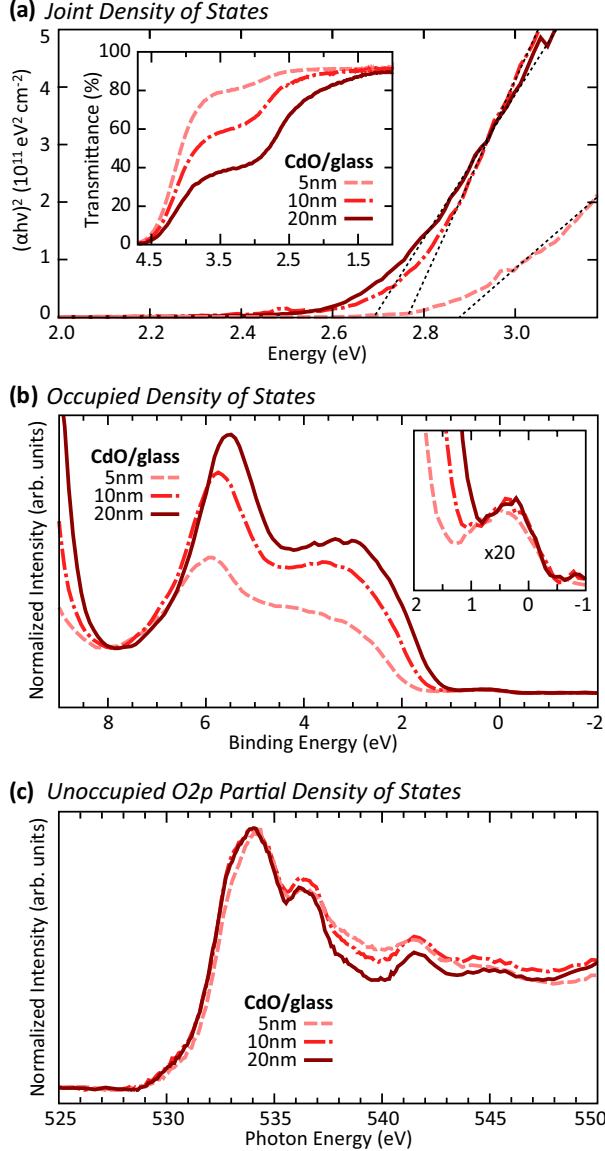 (a) Joint Density of States
(αhν)² (10¹¹ eV² cm⁻²)
5
4
3
2
1
0
2.0 2.2 2.4 2.6 2.8 3.0
Energy (eV)
Transmittance (%)
100
80
60
40
20
0
4.5 3.5 2.5 1.5
CdO/glass
5nm
10nm
20nm
(b) Occupied Density of States
Normalized Intensity (arb. units)
CdO/glass
5nm
10nm
20nm
x20
2 1 0 -1
8 6 4 2 0 -2
Binding Energy (eV)
(c) Unoccupied O2p Partial Density of States
Normalized Intensity (arb. units)
CdO/glass
5nm
10nm
20nm
525 530 535 540 545 550
Photon Energy (eV)